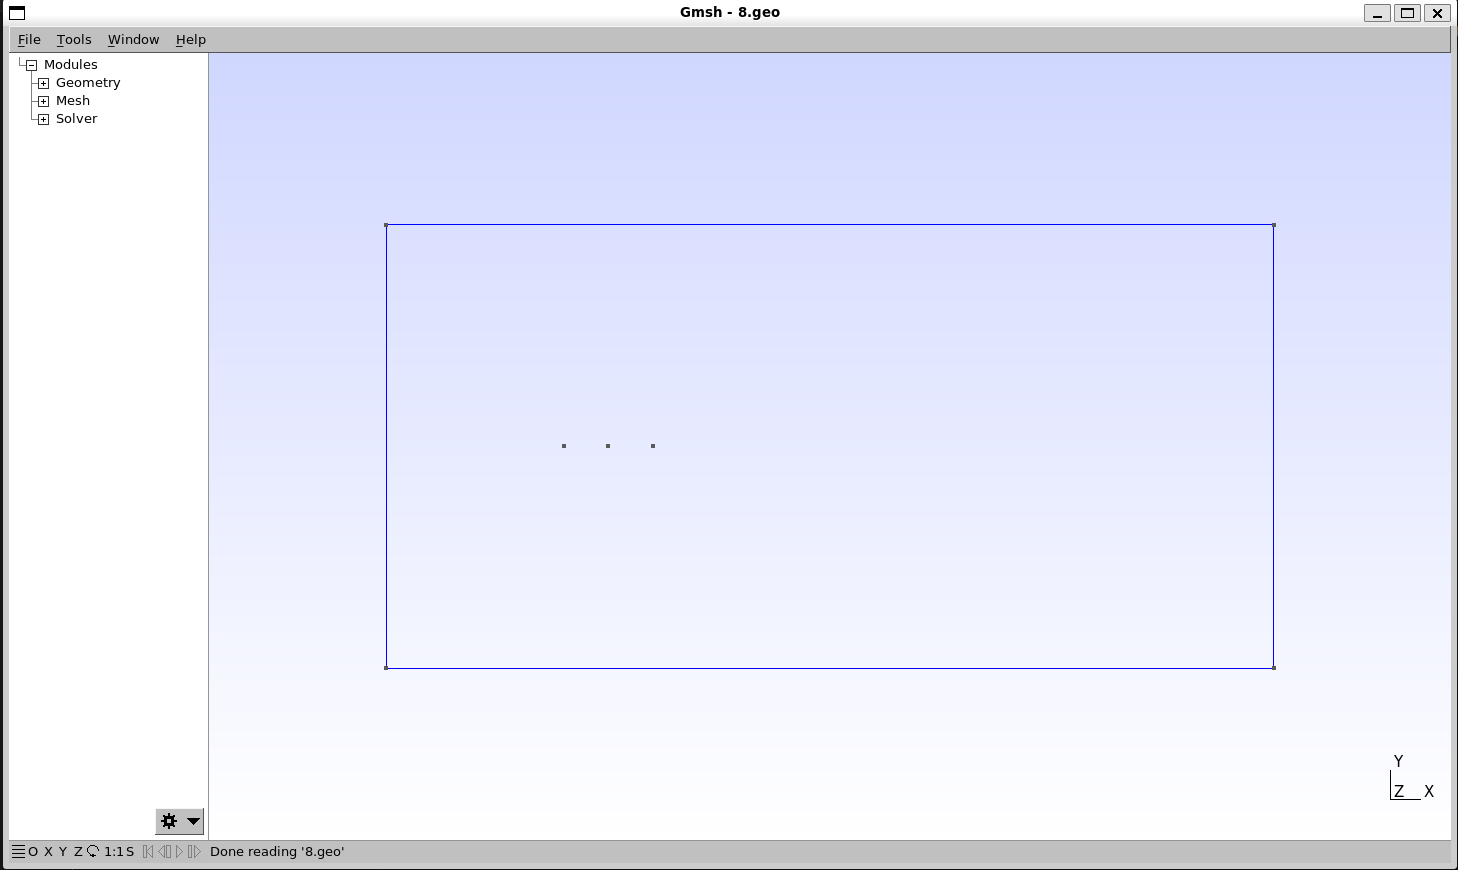 Gmsh - 8.geo
File Tools Window Help
Modules
Geometry
Mesh
Solver
Y
Z X
O X Y Z 1:1 S Done reading '8.geo'